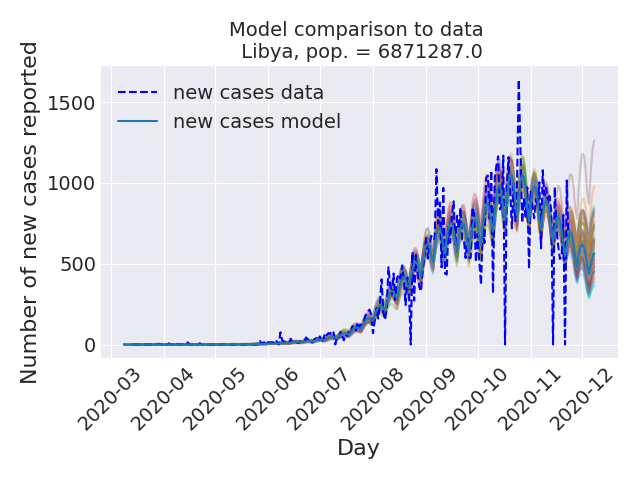 Model comparison to data
Libya, pop. = 6871287.0
Number of new cases reported
1500
1000
500
0
new cases data
new cases model
2020-03
2020-04
2020-05
2020-06
2020-07
2020-08
2020-09
2020-10
2020-11
2020-12
Day